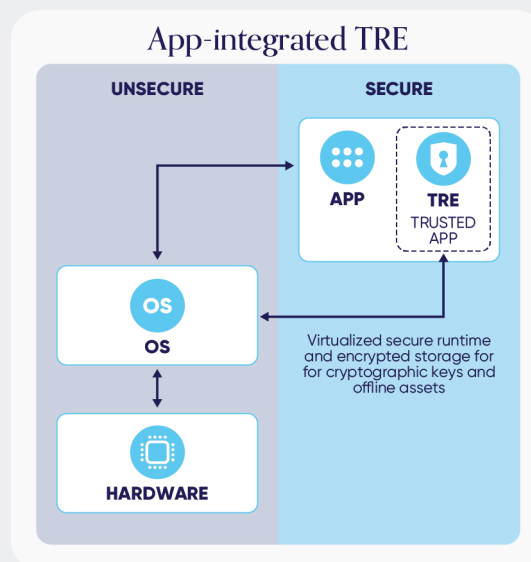 App-integrated TRE
UNSECURE
SECURE
APP
TRE
TRUSTED
APP
OS
OS
Virtualized secure runtime
and encrypted storage for
for cryptographic keys and
offline assets
HARDWARE